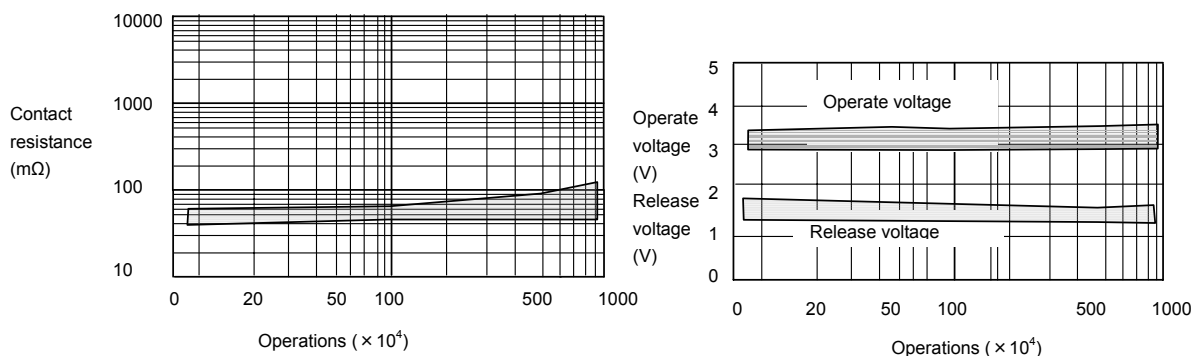 10000
1000
100
10
Contact
resistance
(mΩ)
0 20 50 100 500 1000
Operations (×10⁴)
5
4
3
2
1
0
Operate
voltage
(V)
Release
voltage
(V)
Operate voltage
Release voltage
0 20 50 100 500 1000
Operations (×10⁴)